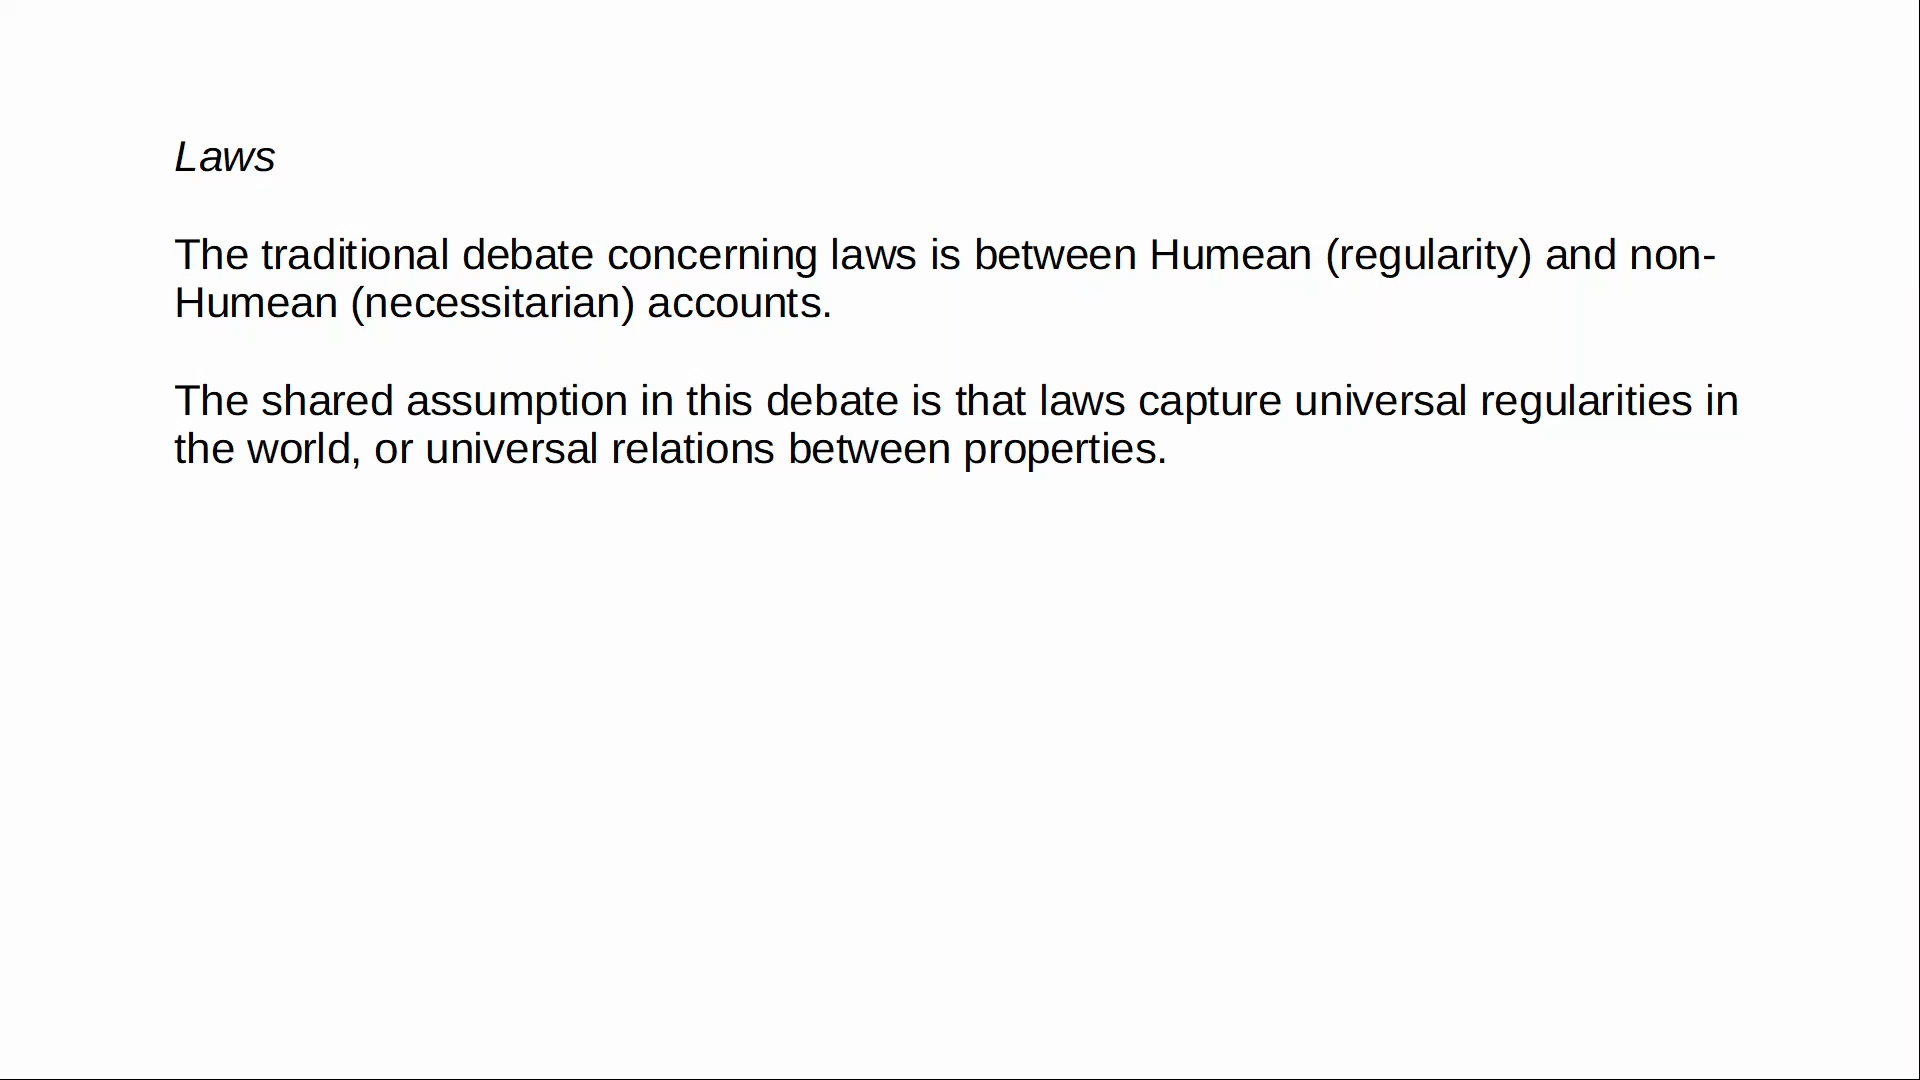 Laws
The traditional debate concerning laws is between Humean (regularity) and non-
Humean (necessitarian) accounts.
The shared assumption in this debate is that laws capture universal regularities in
the world, or universal relations between properties.